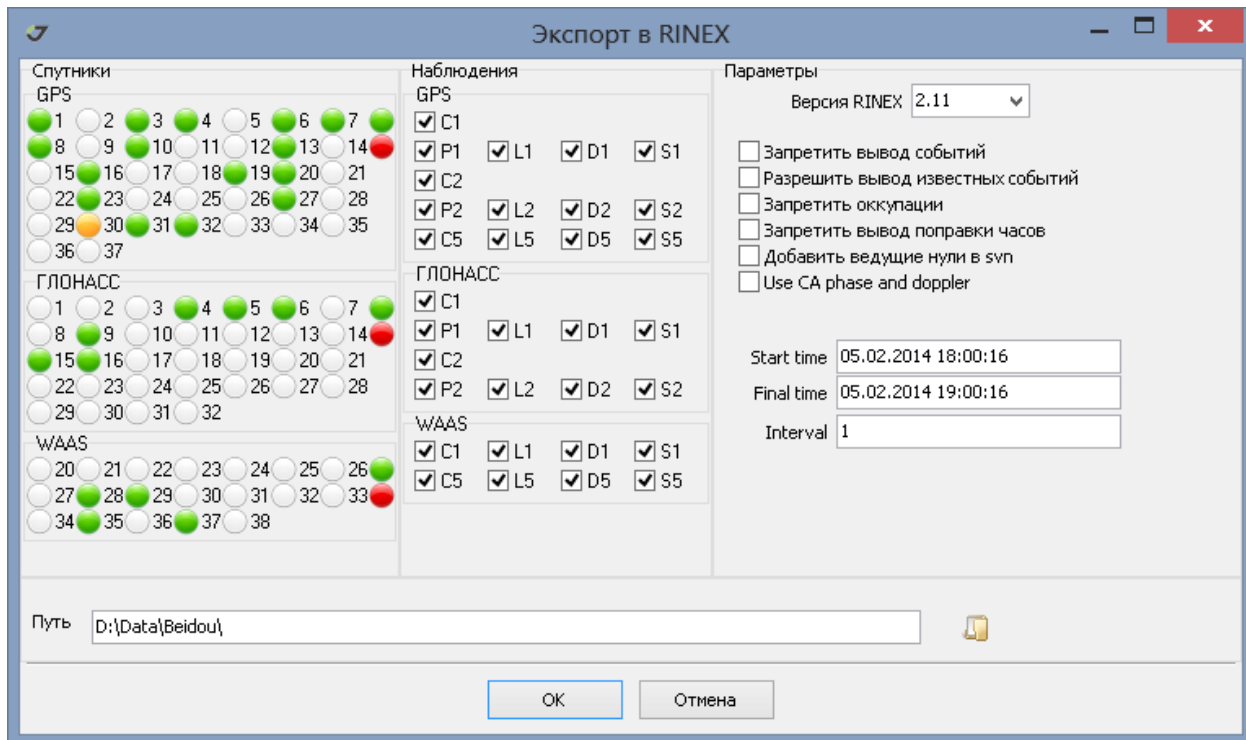 Экспорт в RINEX
Спутники
GPS
1 2 3 4 5 6 7
8 9 10 11 12 13 14
15 16 17 18 19 20 21
22 23 24 25 26 27 28
29 30 31 32 33 34 35
36 37
ГЛОНАСС
1 2 3 4 5 6 7
8 9 10 11 12 13 14
15 16 17 18 19 20 21
22 23 24 25 26 27 28
29 30 31 32
WAAS
20 21 22 23 24 25 26
27 28 29 30 31 32 33
34 35 36 37 38
Наблюдения
GPS
C1
P1 L1 D1 S1
C2
P2 L2 D2 S2
C5 L5 D5 S5
ГЛОНАСС
C1
P1 L1 D1 S1
C2
P2 L2 D2 S2
WAAS
C1 L1 D1 S1
C5 L5 D5 S5
Параметры
Версия RINEX 2.11
Запретить вывод событий
Разрешить вывод известных событий
Запретить оккупации
Запретить вывод поправки часов
Добавить ведущие нули в svn
Use CA phase and doppler
Start time 05.02.2014 18:00:16
Final time 05.02.2014 19:00:16
Interval 1
Путь D:\Data\Beidou\
OK Отмена